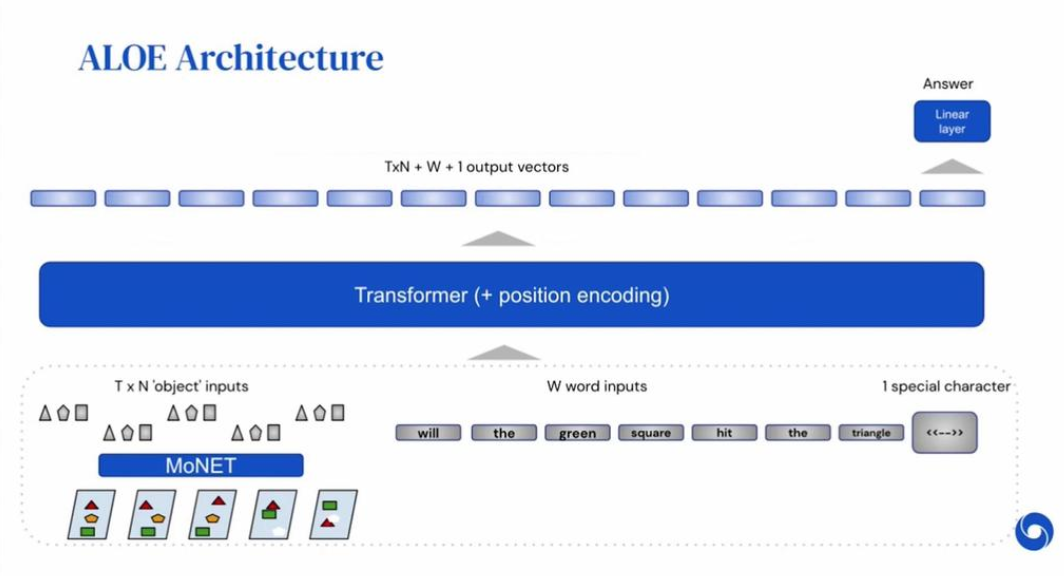 ALOE Architecture
Answer
Linear
layer
TxN + W + 1 output vectors
Transformer (+ position encoding)
T x N 'object' inputs
W word inputs
1 special character
will the green square hit the triangle <<-->>
MoNET